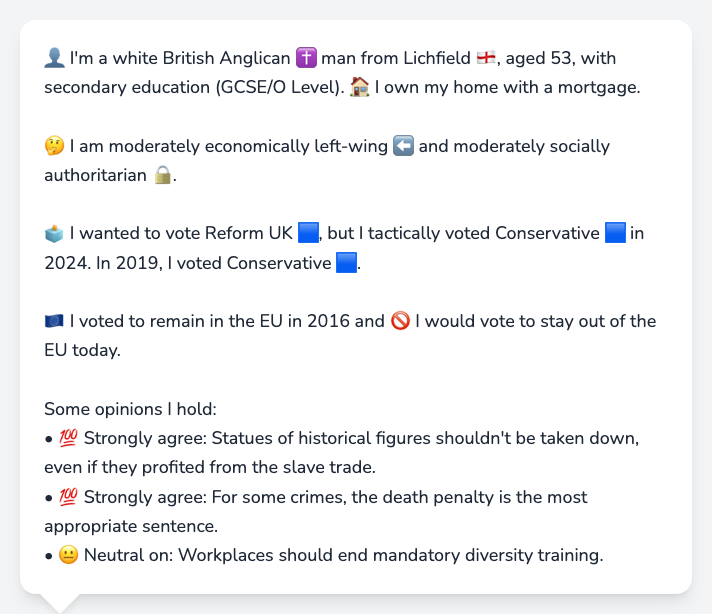 👤 I'm a white British Anglican ✝️ man from Lichfield 🏴󠁧󠁢󠁥󠁮󠁧󠁿, aged 53, with
secondary education (GCSE/O Level). 🏠 I own my home with a mortgage.
🤔 I am moderately economically left-wing ⬅️ and moderately socially
authoritarian 🔒.
🗳️ I wanted to vote Reform UK 🟦, but I tactically voted Conservative 🟦 in
2024. In 2019, I voted Conservative 🟦.
🇪🇺 I voted to remain in the EU in 2016 and 🚫 I would vote to stay out of the
EU today.
Some opinions I hold:
• 💯 Strongly agree: Statues of historical figures shouldn't be taken down,
even if they profited from the slave trade.
• 💯 Strongly agree: For some crimes, the death penalty is the most
appropriate sentence.
• 😐 Neutral on: Workplaces should end mandatory diversity training.